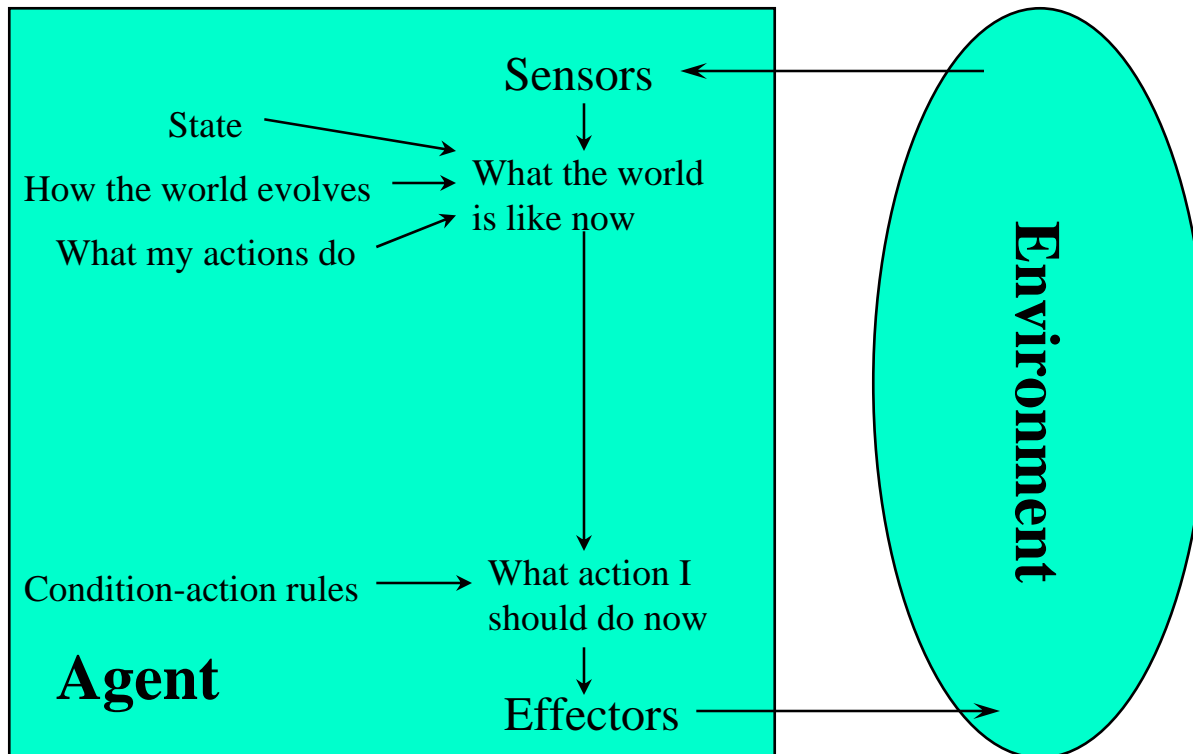 Sensors
State
How the world evolves
What my actions do
What the world
is like now
Environment
Condition-action rules
What action I
should do now
Agent
Effectors